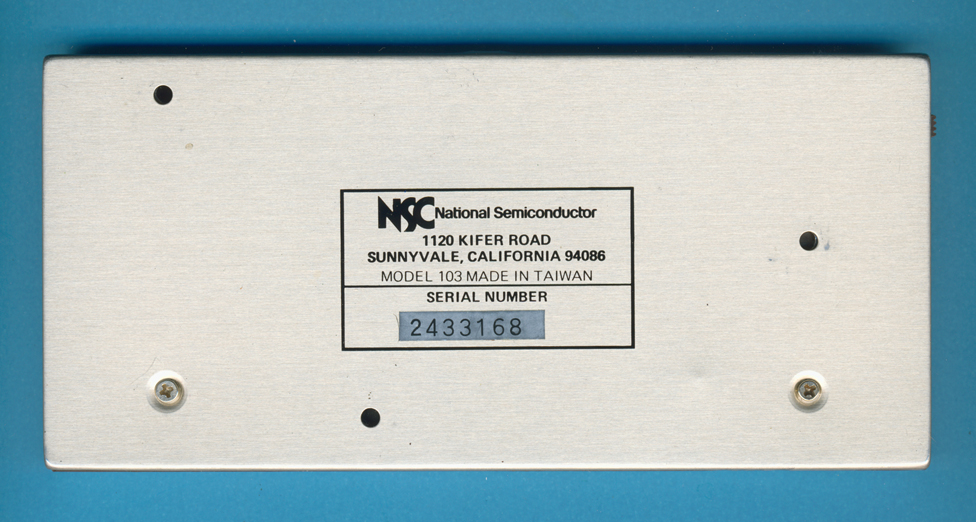 NSC National Semiconductor
1120 KIFER ROAD
SUNNYVALE, CALIFORNIA 94086
MODEL 103 MADE IN TAIWAN
SERIAL NUMBER
2433168